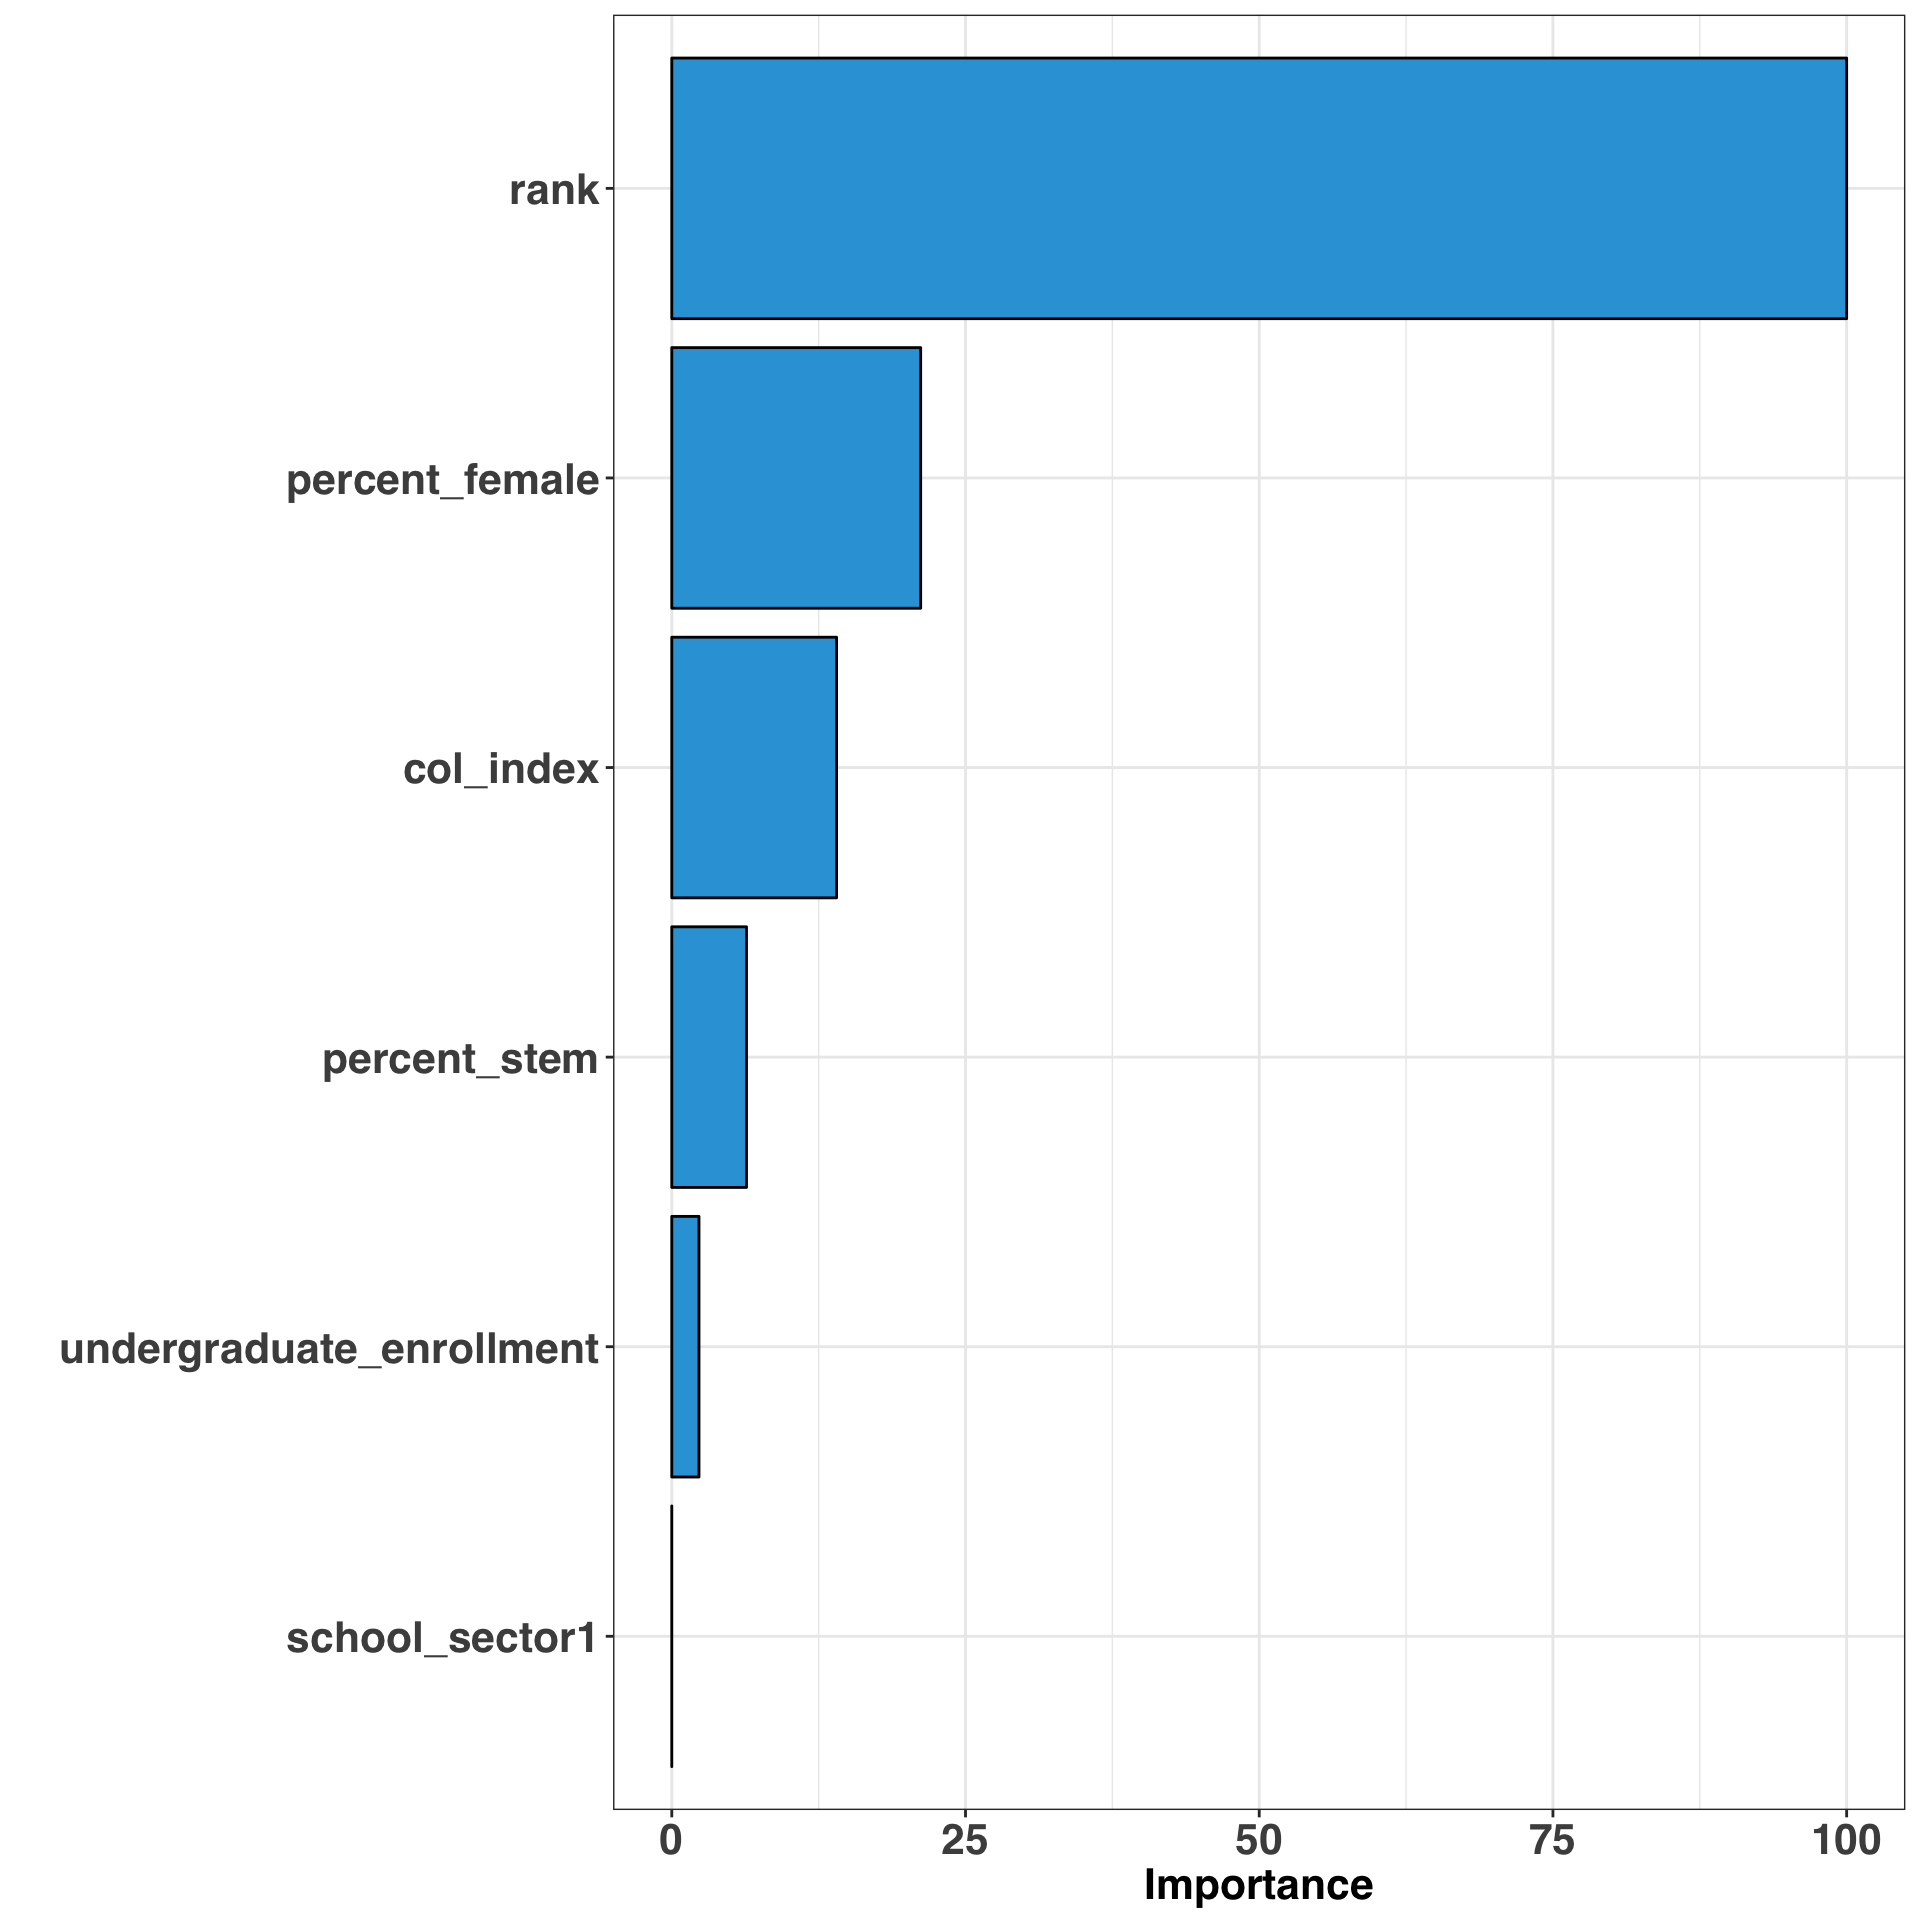 rank
percent_female
col_index
percent_stem
undergraduate_enrollment
school_sector1
0 25 50 75 100
Importance